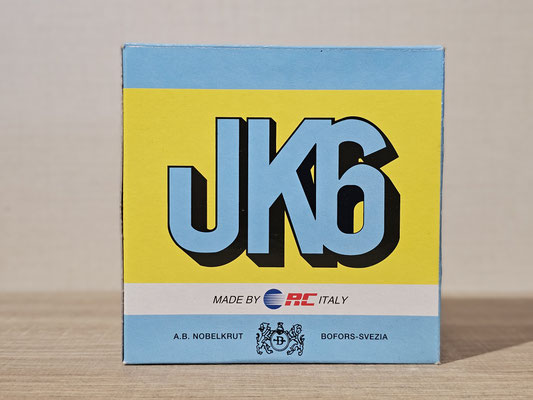 JK6
MADE BY RC ITALY
A.B. NOBELKRUT BOFORS-SVEZIA